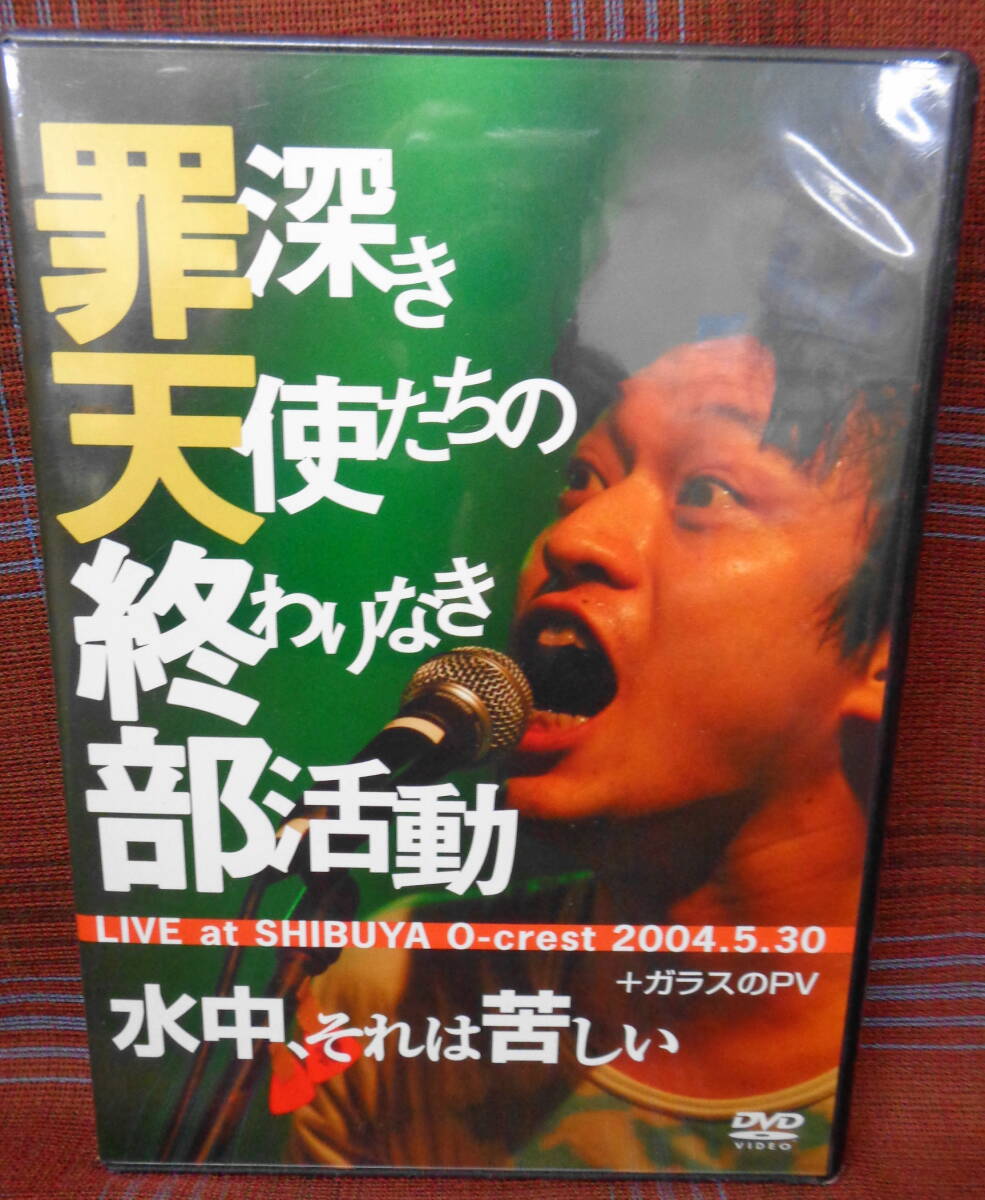 罪深き
天使たちの
終わりなき
部活動
LIVE at SHIBUYA O-crest 2004.5.30
+ガラスのPV
水中、それは苦しい
DVD
VIDEO